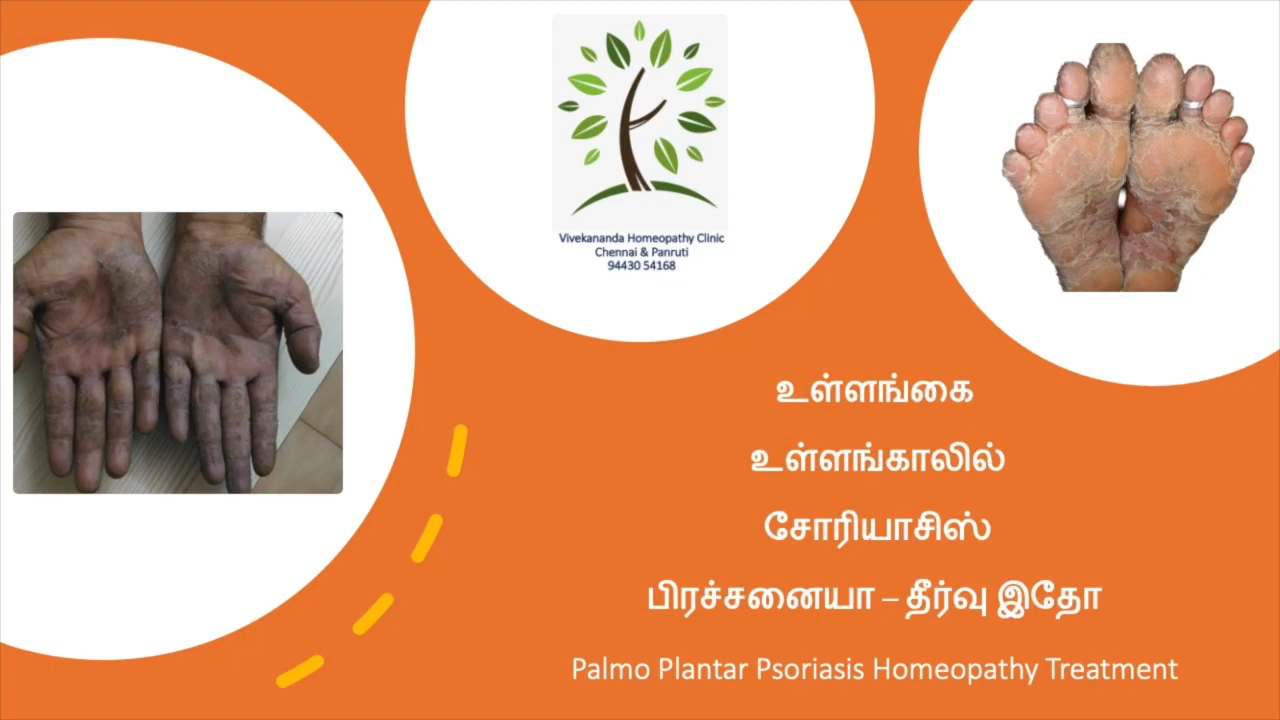 Vivekananda Homeopathy Clinic
Chennai & Panruti
94430 54168
உள்ளங்கை
உள்ளங்காலில்
சோரியாசிஸ்
பிரச்சனையா – தீர்வு இதோ
Palmo Plantar Psoriasis Homeopathy Treatment